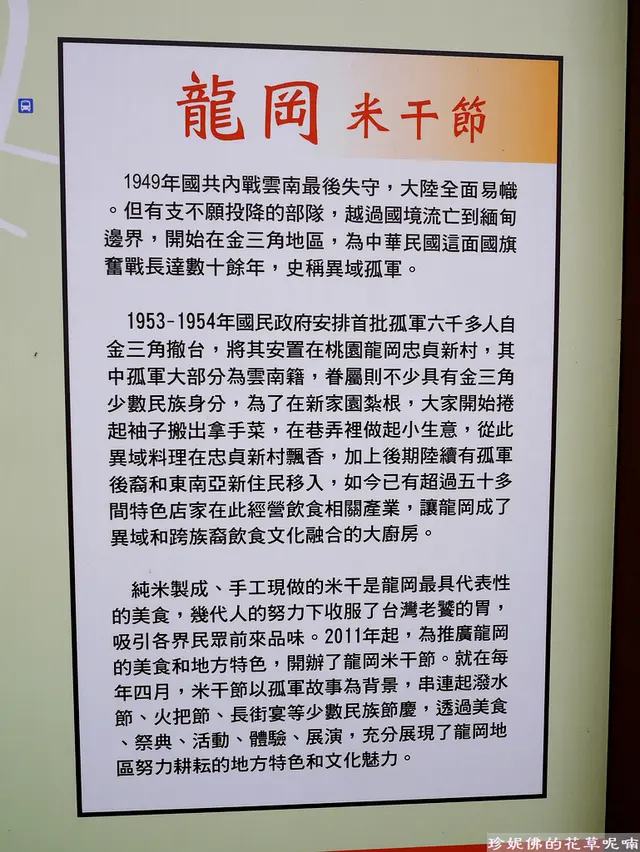 龍岡 米干節
1949年國共內戰雲南最後失守，大陸全面易幟
。但有支不願投降的部隊，越過國境流亡到緬甸
邊界，開始在金三角地區，為中華民國這面國旗
奮戰長達數十餘年，史稱異域孤軍。
1953-1954年國民政府安排首批孤軍六千多人自
金三角撤台，將其安置在桃園龍岡忠貞新村，其
中孤軍大部分為雲南籍，眷屬則不少具有金三角
少數民族身分，為了在新家園紮根，大家開始捲
起袖子搬出拿手菜，在巷弄裡做起小生意，從此
異域料理在忠貞新村飄香，加上後期陸續有孤軍
後裔和東南亞新住民移入，如今已有超過五十多
間特色店家在此經營飲食相關產業，讓龍岡成了
異域和跨族裔飲食文化融合的大廚房。
純米製成、手工現做的米干是龍岡最具代表性
的美食，幾代人的努力下收服了台灣老饕的胃，
吸引各界民眾前來品味。2011年起，為推廣龍岡
的美食和地方特色，開辦了龍岡米干節。就在每
年四月，米干節以孤軍故事為背景，串連起潑水
節、火把節、長街宴等少數民族節慶，透過美食
、祭典、活動、體驗、展演，充分展現了龍岡地
區努力耕耘的地方特色和文化魅力。
珍妮佛的花草呢喃